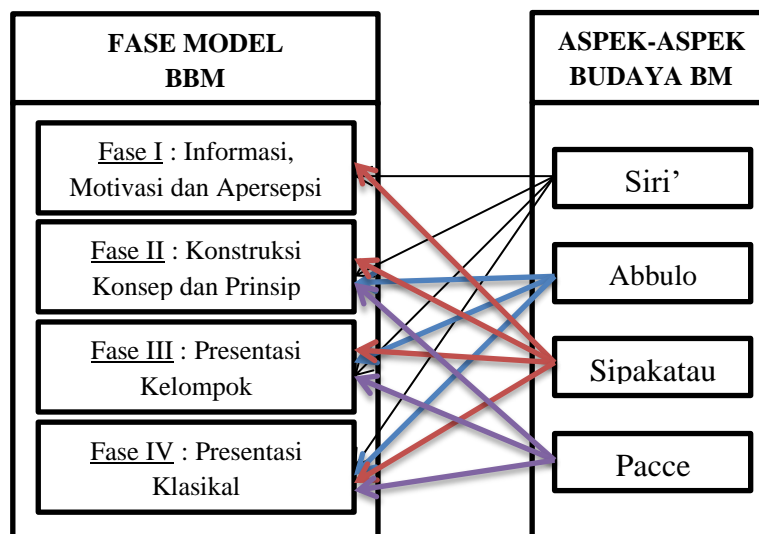 FASE MODEL
BBM
Fase I : Informasi,
Motivasi dan Apersepsi
Fase II : Konstruksi
Konsep dan Prinsip
Fase III : Presentasi
Kelompok
Fase IV : Presentasi
Klasikal
ASPEK-ASPEK
BUDAYA BM
Siri’
Abbulo
Sipakatau
Pacce